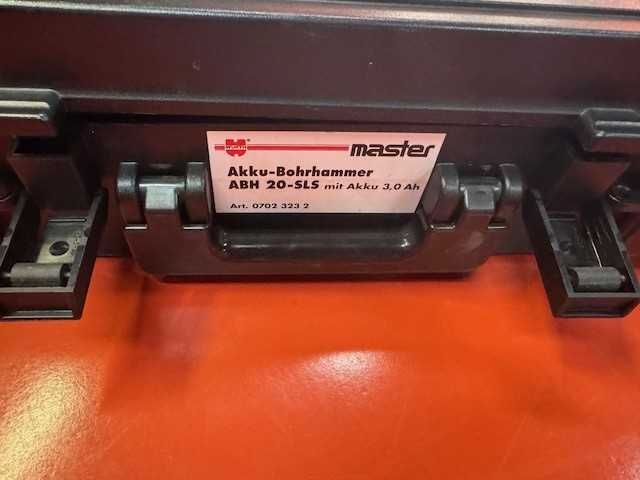 WÜRTH master
Akku-Bohrhammer
ABH 20-SLS mit Akku 3,0 Ah
Art. 0702 323 2